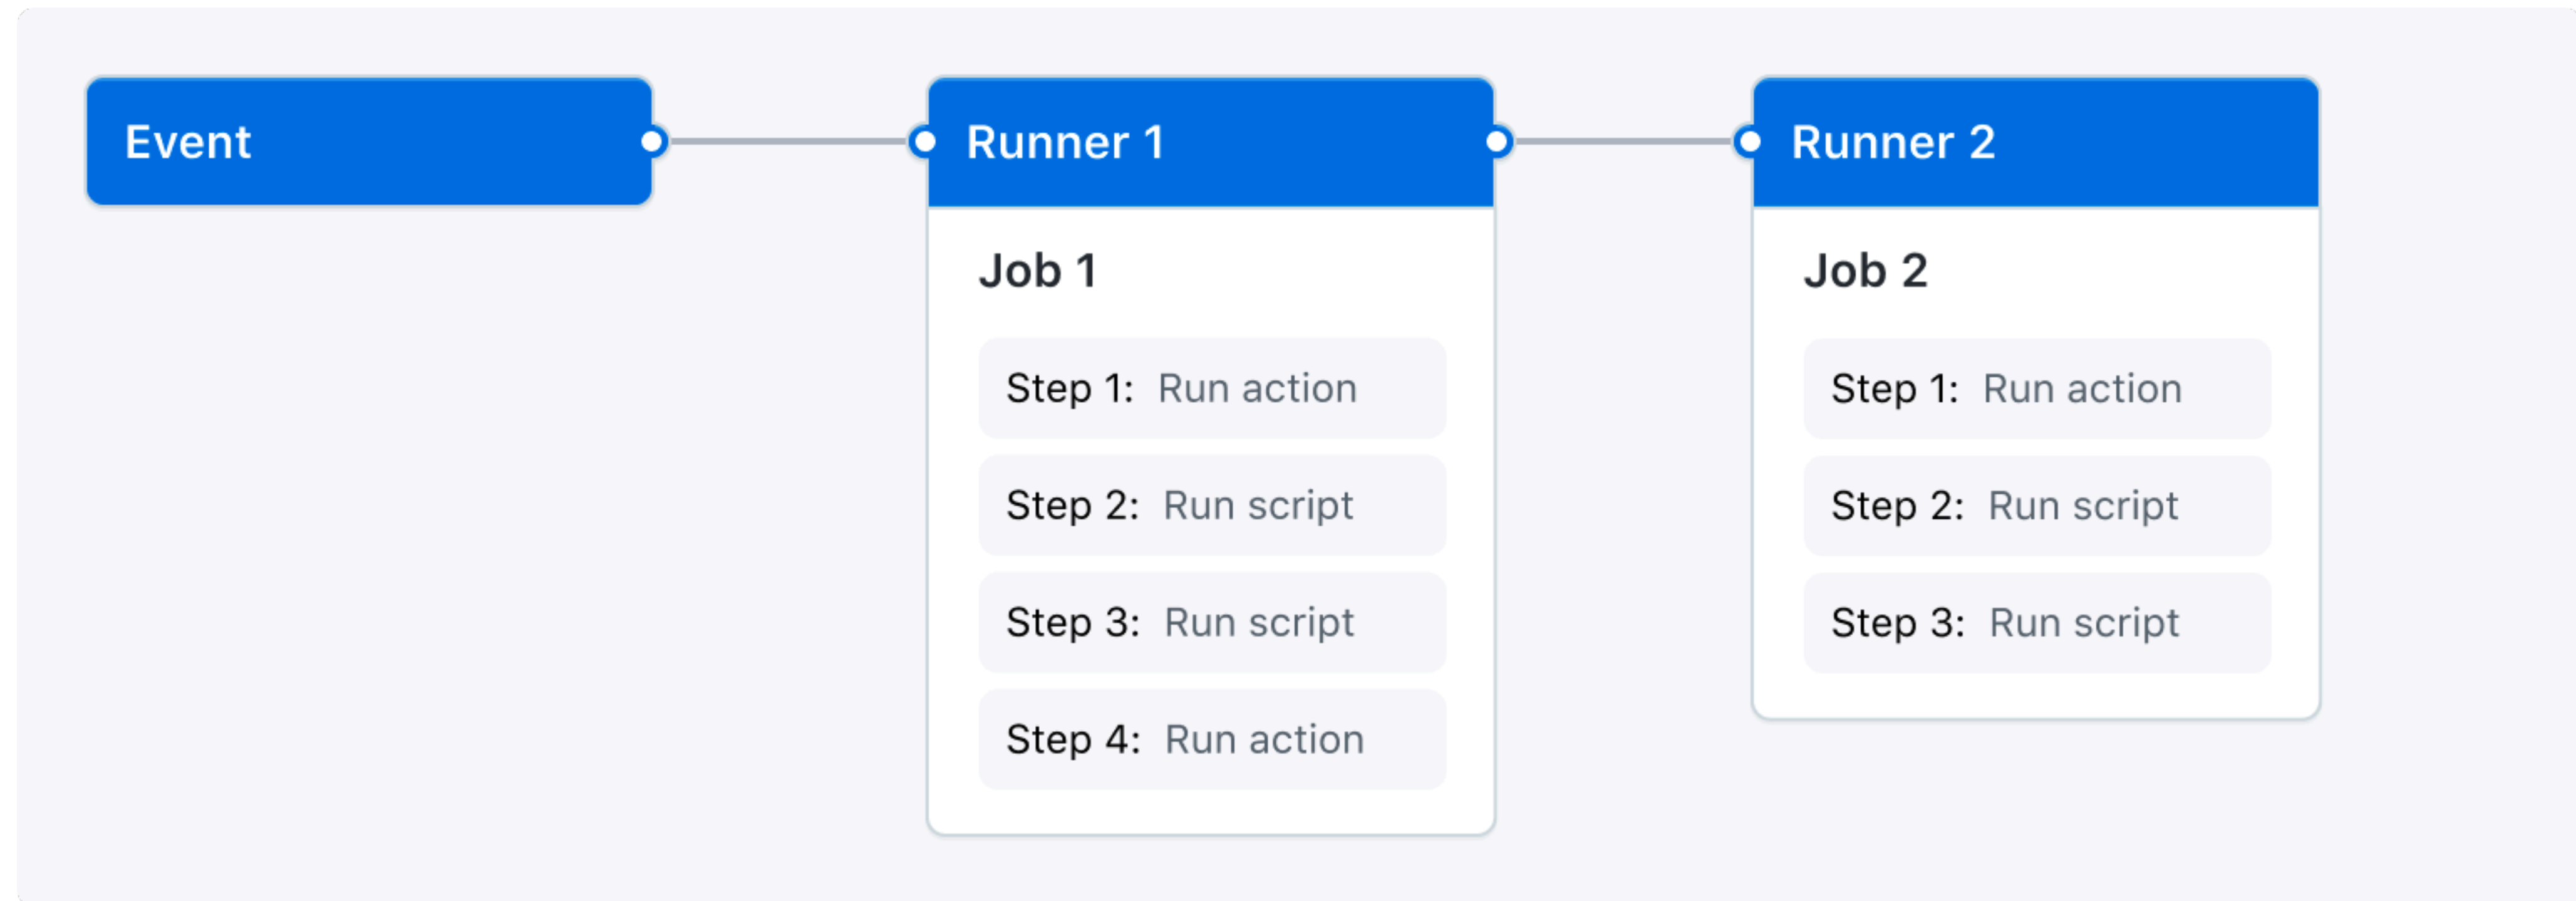 Event
Runner 1
Job 1
Step 1: Run action
Step 2: Run script
Step 3: Run script
Step 4: Run action
Runner 2
Job 2
Step 1: Run action
Step 2: Run script
Step 3: Run script